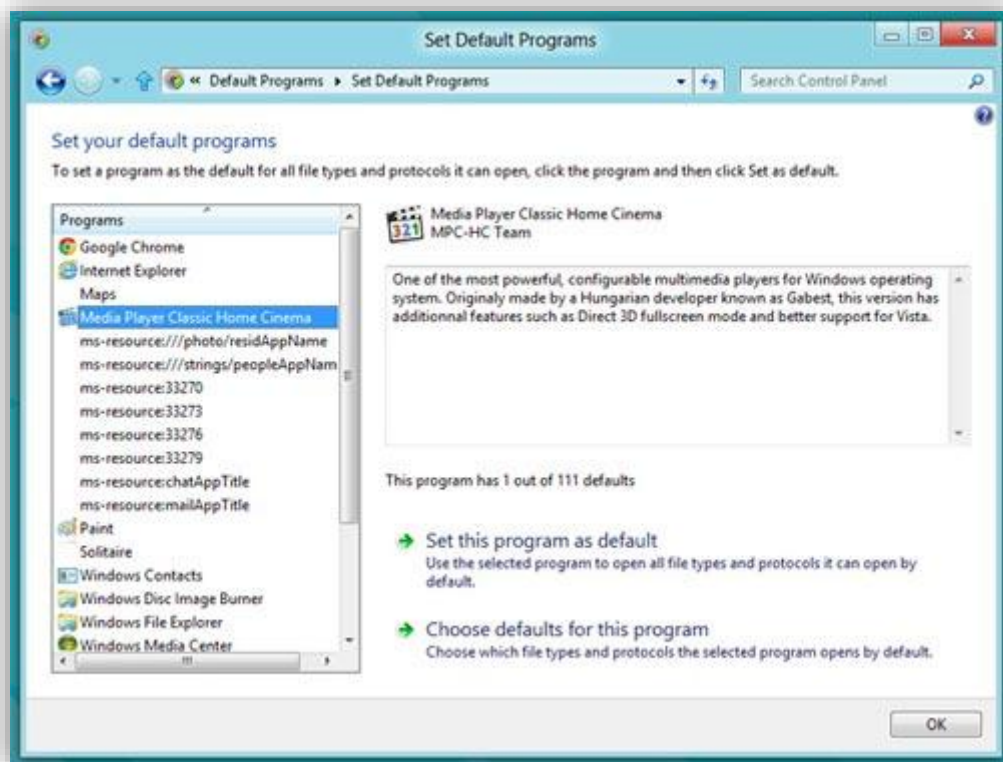 Set Default Programs
« Default Programs ▸ Set Default Programs
Search Control Panel
Set your default programs
To set a program as the default for all file types and protocols it can open, click the program and then click Set as default.
Programs
Google Chrome
Internet Explorer
Maps
Media Player Classic Home Cinema
ms-resource:///photo/residAppName
ms-resource:///strings/peopleAppNam
ms-resource:33270
ms-resource:33273
ms-resource:33276
ms-resource:33279
ms-resource:chatAppTitle
ms-resource:mailAppTitle
Paint
Solitaire
Windows Contacts
Windows Disc Image Burner
Windows File Explorer
Windows Media Center
321
Media Player Classic Home Cinema
MPC-HC Team
One of the most powerful, configurable multimedia players for Windows operating
system. Originaly made by a Hungarian developer known as Gabest, this version has
additionnal features such as Direct 3D fullscreen mode and better support for Vista.
This program has 1 out of 111 defaults
Set this program as default
Use the selected program to open all file types and protocols it can open by
default.
Choose defaults for this program
Choose which file types and protocols the selected program opens by default.
OK